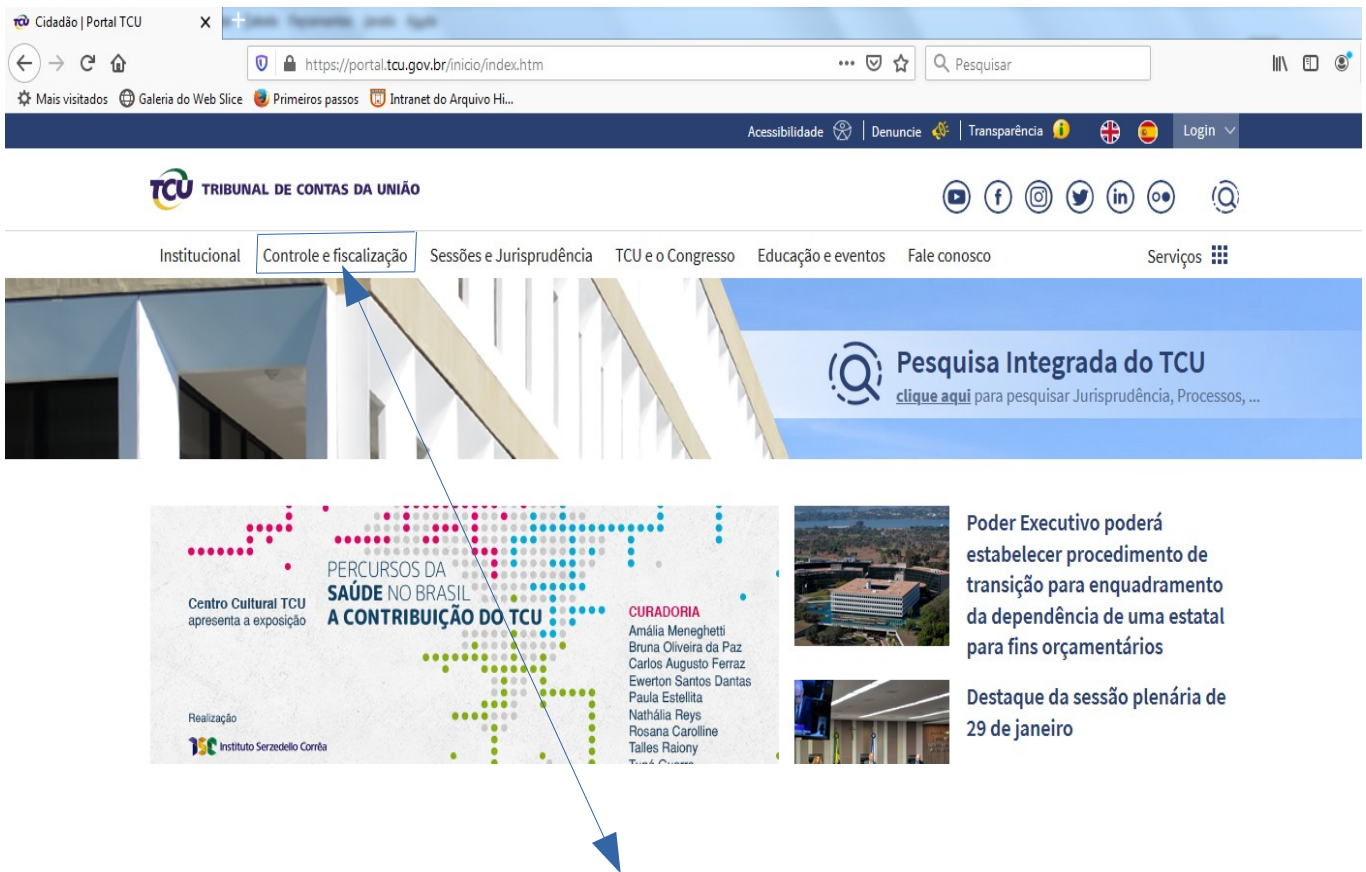 TCU Cidadão | Portal TCU
https://portal.tcu.gov.br/inicio/index.htm
Pesquisar
Mais visitados Galeria do Web Slice Primeiros passos Intranet do Arquivo Hi...
Acessibilidade | Denuncie | Transparência Login
TCU TRIBUNAL DE CONTAS DA UNIÃO
Institucional Controle e fiscalização Sessões e Jurisprudência TCU e o Congresso Educação e eventos Fale conosco Serviços
Pesquisa Integrada do TCU
clique aqui para pesquisar Jurisprudência, Processos, ...
PERCURSOS DA
SAÚDE NO BRASIL
A CONTRIBUIÇÃO DO TCU
Centro Cultural TCU
apresenta a exposição
Realização
ISC Instituto Serzedello Corrêa
CURADORIA
Amália Meneghetti
Bruna Oliveira da Paz
Carlos Augusto Ferraz
Ewerton Santos Dantas
Paula Estellita
Nathália Reys
Rosana Carolline
Talles Raiony
Poder Executivo poderá
estabelecer procedimento de
transição para enquadramento
da dependência de uma estatal
para fins orçamentários
Destaque da sessão plenária de
29 de janeiro